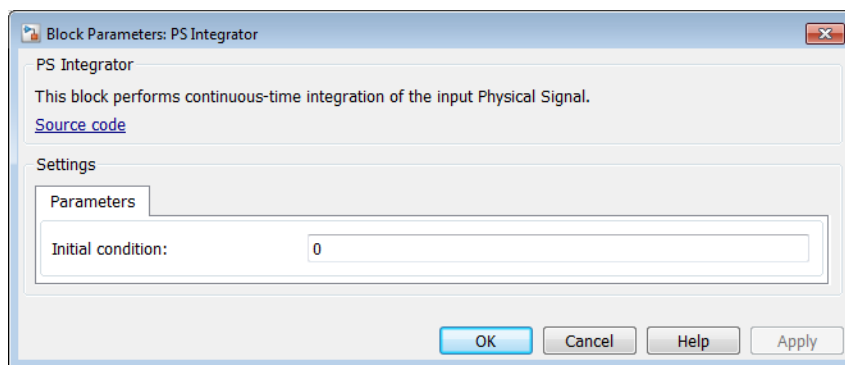 Block Parameters: PS Integrator
PS Integrator
This block performs continuous-time integration of the input Physical Signal.
Source code
Settings
Parameters
Initial condition: 0
OK Cancel Help Apply